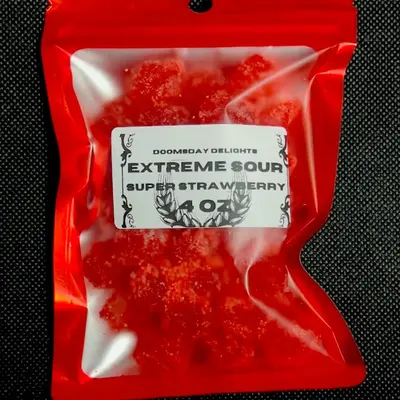 DOOMSDAY DELIGHTS
EXTREME SOUR
SUPER STRAWBERRY
4 OZ